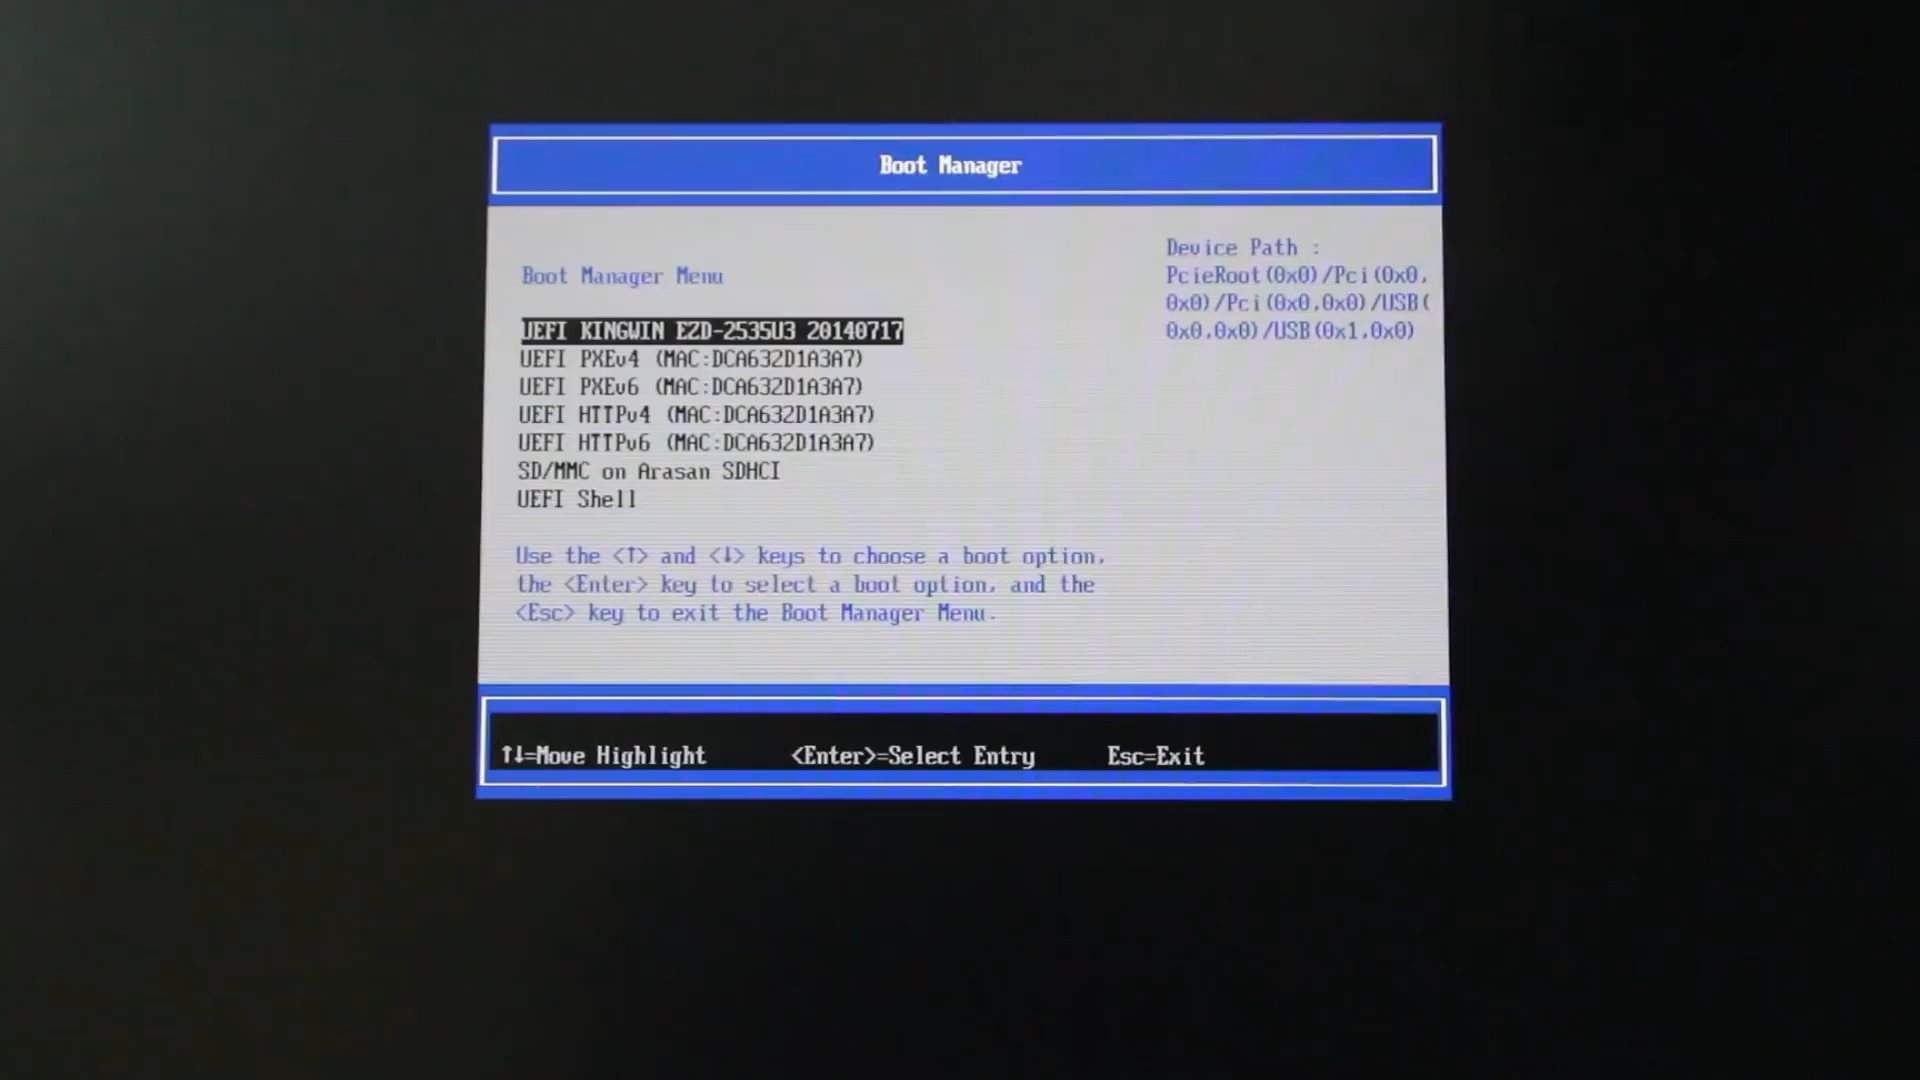 Boot Manager
Boot Manager Menu
UEFI KINGWIN EZD-2535U3 20140717
UEFI PXEv4 (MAC:DCA632D1A3A7)
UEFI PXEv6 (MAC:DCA632D1A3A7)
UEFI HTTPv4 (MAC:DCA632D1A3A7)
UEFI HTTPv6 (MAC:DCA632D1A3A7)
SD/MMC on Arasan SDHCI
UEFI Shell
Use the <↑> and <↓> keys to choose a boot option,
the <Enter> key to select a boot option, and the
<Esc> key to exit the Boot Manager Menu.
Device Path :
PcieRoot(0x0)/Pci(0x0,
0x0)/Pci(0x0,0x0)/USB(
0x0,0x0)/USB(0x1,0x0)
↑↓=Move Highlight <Enter>=Select Entry Esc=Exit